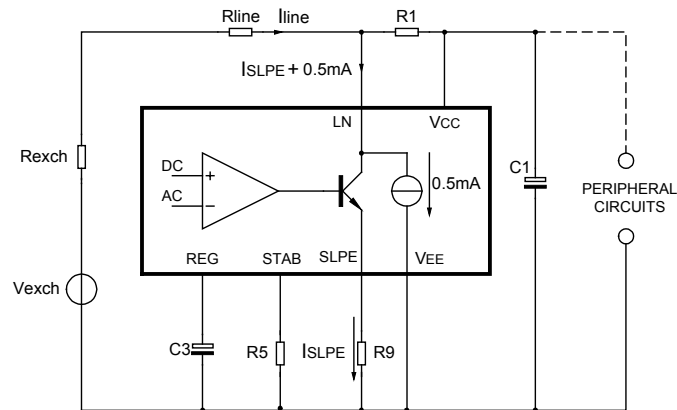 Rline Iline R1
ISLPE + 0.5mA
LN VCC
Rexch
DC
AC
0.5mA
C1
PERIPHERAL
CIRCUITS
REG STAB SLPE VEE
Vexch
C3 R5 ISLPE R9